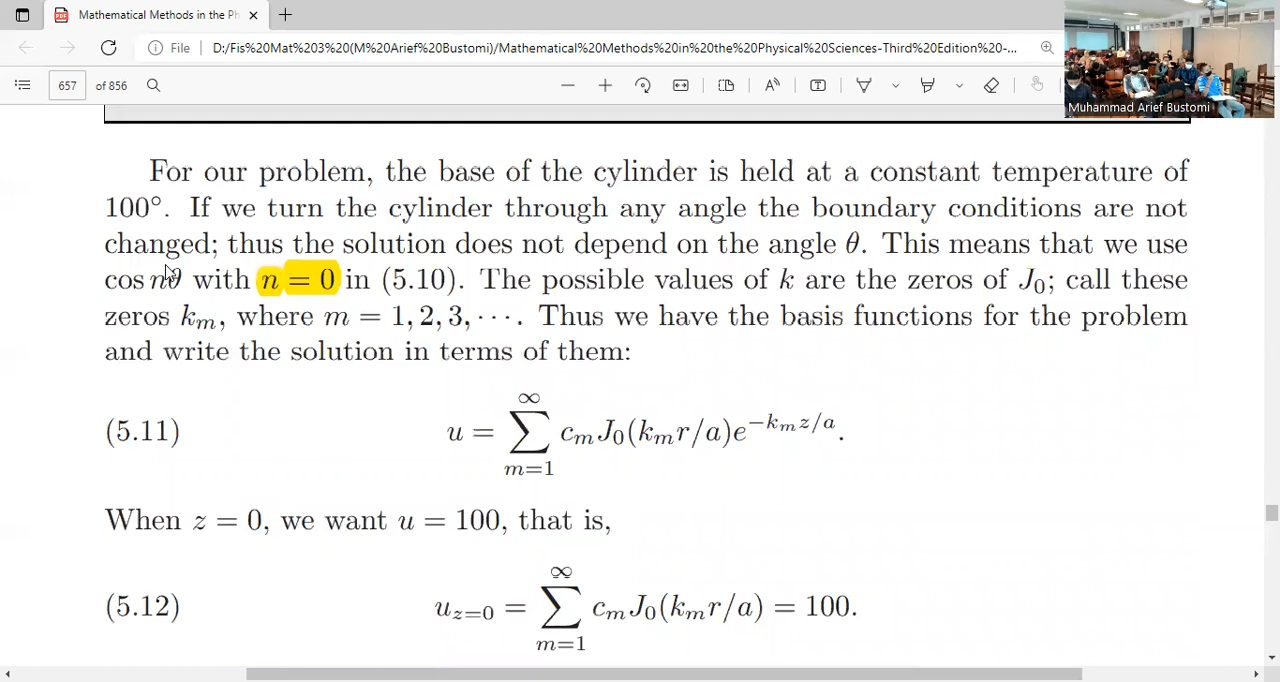 Mathematical Methods in the Ph
File
D:/Fis%20Mat%203%20(M%20Arief%20Bustomi)/Mathematical%20Methods%20in%20the%20Physical%20Sciences-Third%20Edition%20-...
657 of 856
Muhammad Arief Bustomi
For our problem, the base of the cylinder is held at a constant temperature of
100°. If we turn the cylinder through any angle the boundary conditions are not
changed; thus the solution does not depend on the angle θ. This means that we use
cos nθ with n = 0 in (5.10). The possible values of k are the zeros of J₀; call these
zeros kₘ, where m = 1, 2, 3, ⋯. Thus we have the basis functions for the problem
and write the solution in terms of them:
(5.11) u = ∑_{m=1}^{∞} cₘJ₀(kₘr/a)e^{−kₘz/a}.
When z = 0, we want u = 100, that is,
(5.12) u_{z=0} = ∑_{m=1}^{∞} cₘJ₀(kₘr/a) = 100.